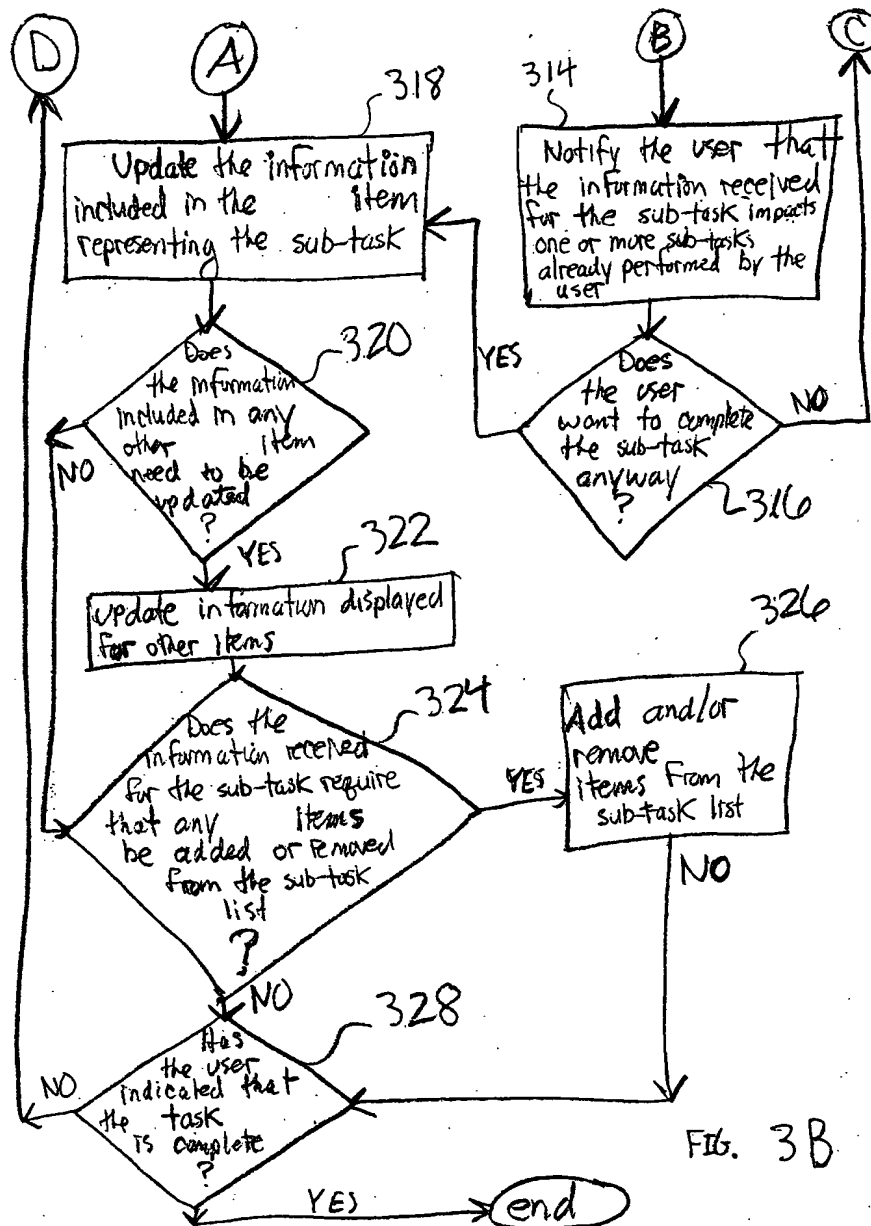 D
A
B
C
318
Update the information
included in the item
representing the sub-task
314
Notify the user that
the information received
for the sub-task impacts
one or more sub-tasks
already performed by the
user
320
Does
the information
included in any
other item
need to be
updated
?
NO
YES
YES
Does
the user
want to complete
the sub-task
anyway
?
NO
316
322
update information displayed
for other items
324
Does the
information received
for the sub-task require
that any items
be added or removed
from the sub-task
list
?
YES
NO
326
Add and/or
remove
items from the
sub-task list
NO
328
Has
the user
indicated that
the task
is complete
?
NO
YES
end
FIG. 3B